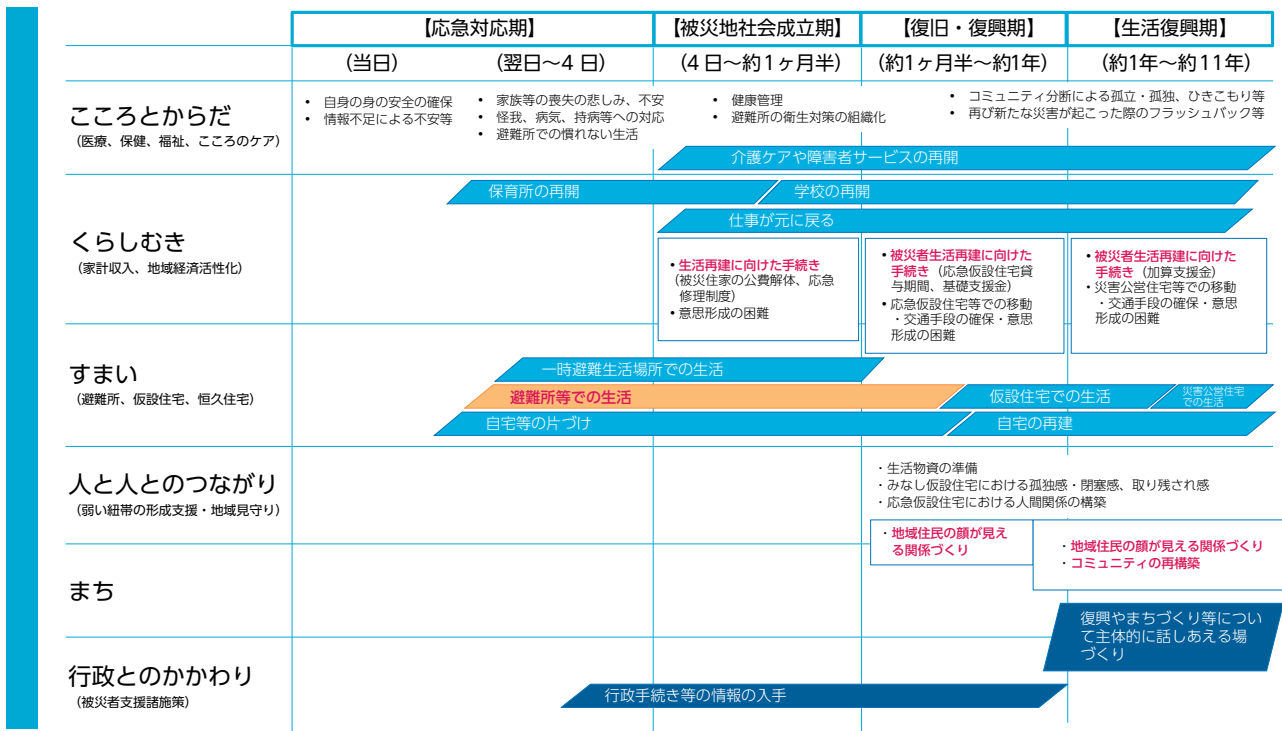 【応急対応期】
【被災地社会成立期】
【復旧・復興期】
【生活復興期】
(当日)
(翌日～4日)
(4日～約1ヶ月半)
(約1ヶ月半～約1年)
(約1年～約11年)
こころとからだ
(医療、保健、福祉、こころのケア)
• 自身の身の安全の確保
• 情報不足による不安等
• 家族等の喪失の悲しみ、不安
• 怪我、病気、持病等への対応
• 避難所での慣れない生活
• 健康管理
• 避難所の衛生対策の組織化
• コミュニティ分断による孤立・孤独、ひきこもり等
• 再び新たな災害が起こった際のフラッシュバック等
介護ケアや障害者サービスの再開
くらしむき
(家計収入、地域経済活性化)
保育所の再開
学校の再開
仕事が元に戻る
• 生活再建に向けた手続き
(被災住家の公費解体、応急
修理制度)
• 意思形成の困難
• 被災者生活再建に向けた
手続き (応急仮設住宅貸
与期間、基礎支援金)
• 応急仮設住宅等での移動
・交通手段の確保・意思
形成の困難
• 被災者生活再建に向けた
手続き (加算支援金)
• 災害公営住宅等での移動
・交通手段の確保・意思
形成の困難
すまい
(避難所、仮設住宅、恒久住宅)
一時避難生活場所での生活
避難所等での生活
仮設住宅での生活
災害公営住宅
での生活
自宅等の片づけ
自宅の再建
人と人とのつながり
(弱い紐帯の形成支援・地域見守り)
・生活物資の準備
・みなし仮設住宅における孤独感・閉塞感、取り残され感
・応急仮設住宅における人間関係の構築
・地域住民の顔が見え
る関係づくり
・地域住民の顔が見える関係づくり
・コミュニティの再構築
まち
復興やまちづくり等につい
て主体的に話しあえる場
づくり
行政とのかかわり
(被災者支援諸施策)
行政手続き等の情報の入手